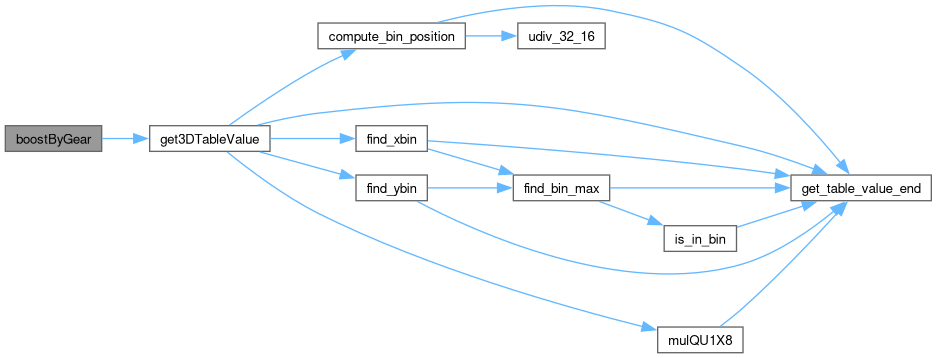 compute_bin_position
udiv_32_16
boostByGear
get3DTableValue
find_xbin
find_ybin
find_bin_max
get_table_value_end
is_in_bin
mulQU1X8